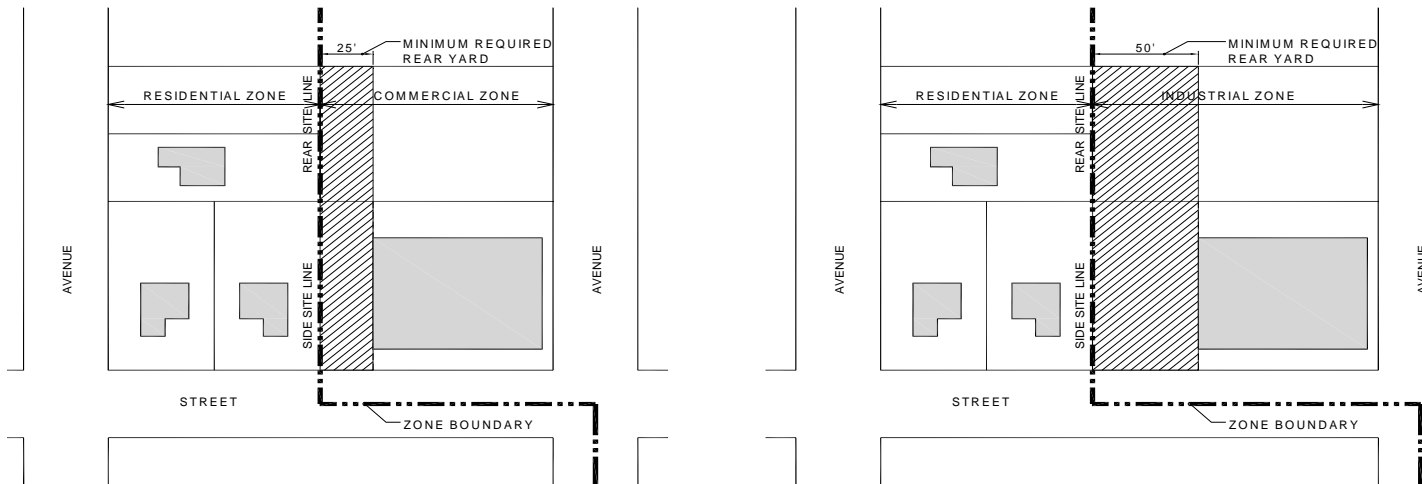 25'
MINIMUM REQUIRED
REAR YARD
RESIDENTIAL ZONE
COMMERCIAL ZONE
REAR SITE LINE
SIDE SITE LINE
AVENUE
AVENUE
STREET
ZONE BOUNDARY
50'
MINIMUM REQUIRED
REAR YARD
RESIDENTIAL ZONE
INDUSTRIAL ZONE
REAR SITE LINE
SIDE SITE LINE
AVENUE
AVENUE
STREET
ZONE BOUNDARY